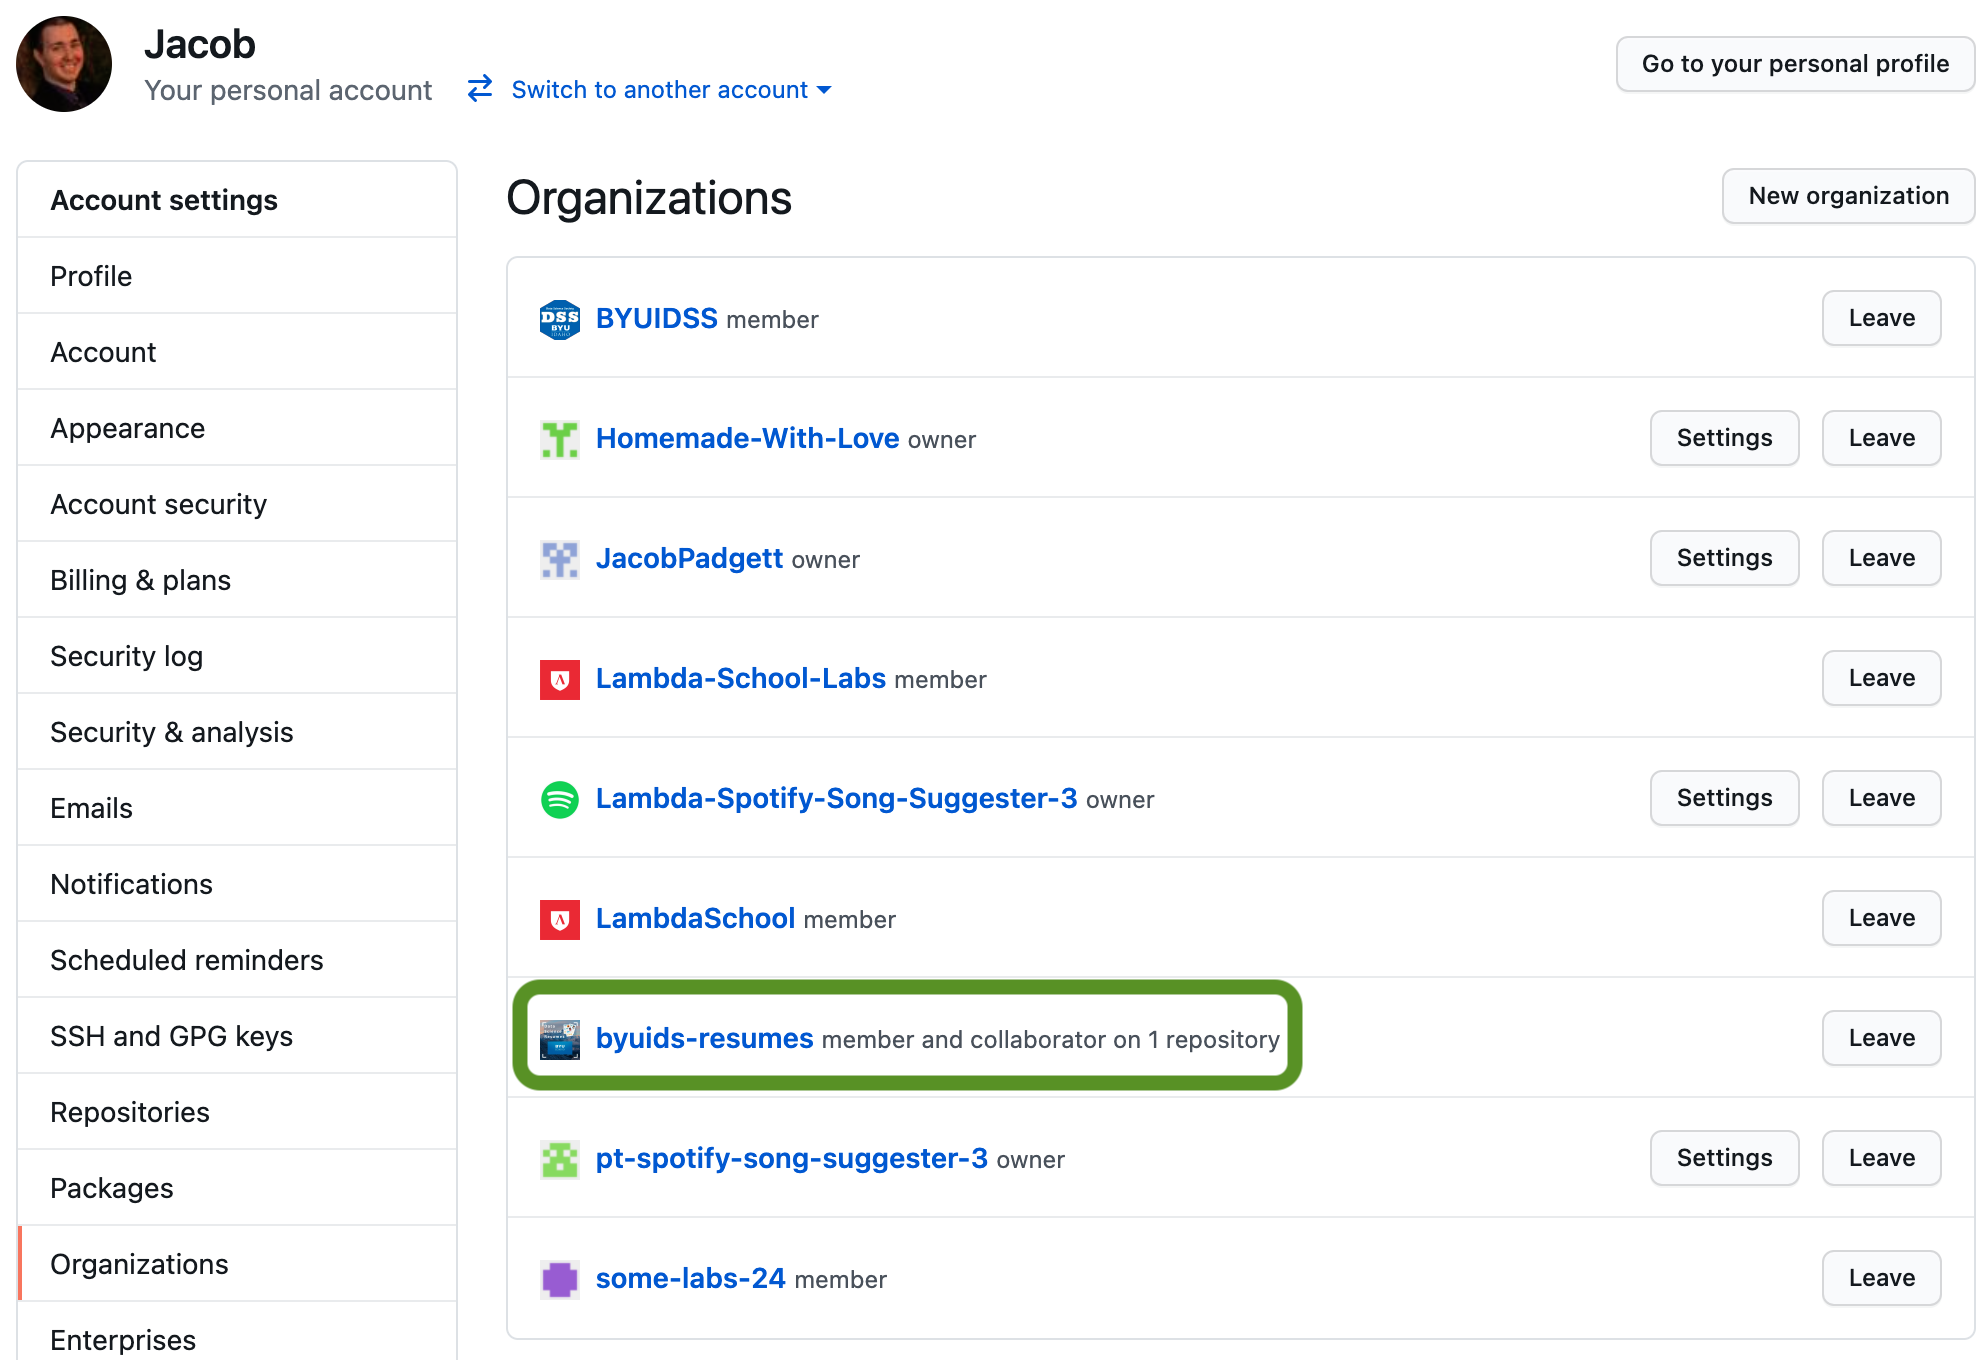 Jacob
Your personal account
Switch to another account
Go to your personal profile
Account settings
Profile
Account
Appearance
Account security
Billing & plans
Security log
Security & analysis
Emails
Notifications
Scheduled reminders
SSH and GPG keys
Repositories
Packages
Organizations
Enterprises
Organizations
New organization
DSS
BYU
BYUIDSS member
Leave
Homemade-With-Love owner
Settings
Leave
JacobPadgett owner
Settings
Leave
Lambda-School-Labs member
Leave
Lambda-Spotify-Song-Suggester-3 owner
Settings
Leave
LambdaSchool member
Leave
byuids-resumes member and collaborator on 1 repository
Leave
pt-spotify-song-suggester-3 owner
Settings
Leave
some-labs-24 member
Leave